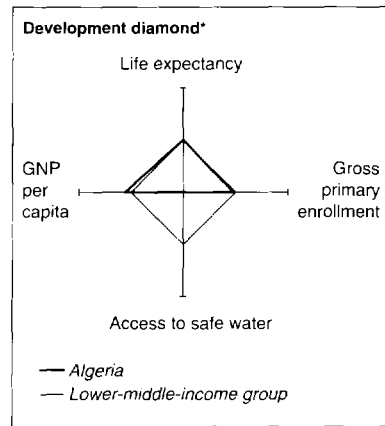 Development diamond*
Life expectancy
GNP
per
capita
Gross
primary
enrollment
Access to safe water
Algeria
Lower-middle-income group